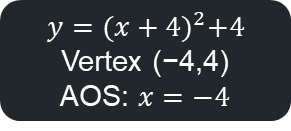 y = (x + 4)²+4
Vertex (−4,4)
AOS: x = −4